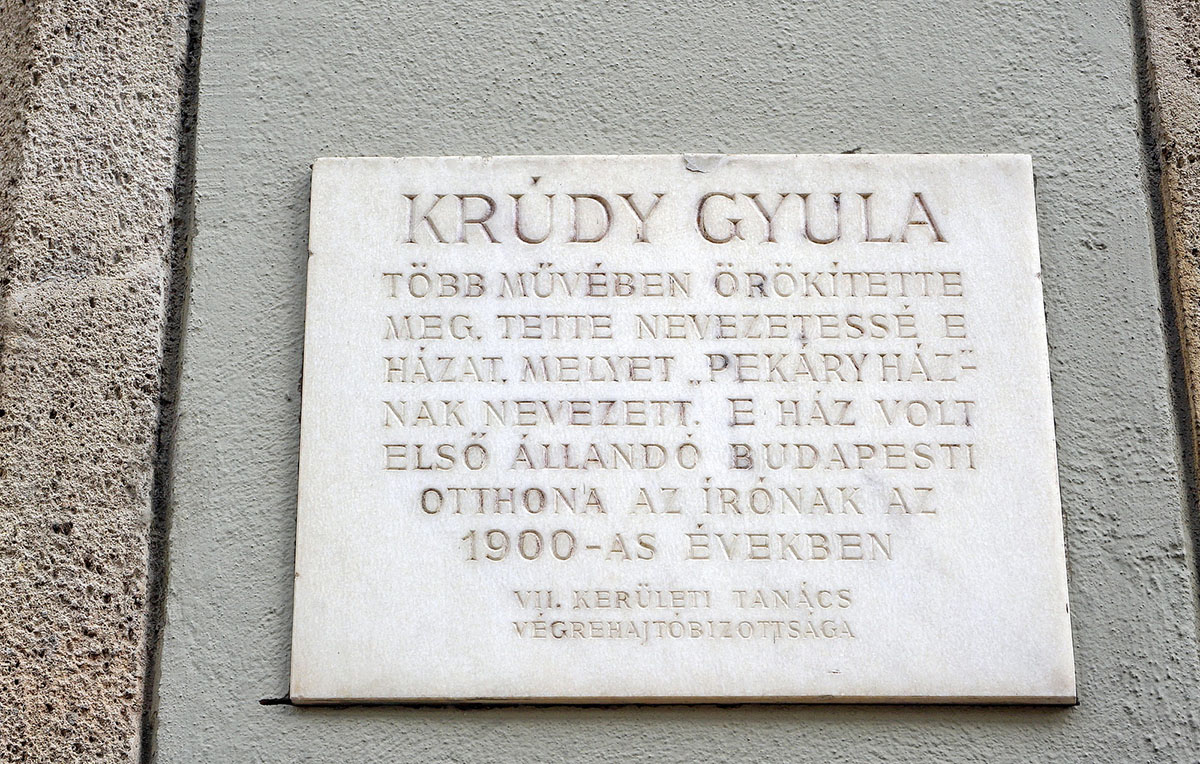 KRÚDY GYULA
TÖBB MŰVÉBEN ÖRÖKÍTETTE
MEG. TETTE NEVEZETESSÉ E
HÁZAT, MELYET „PEKÁRY HÁZ"-
NAK NEVEZETT. E HÁZ VOLT
ELSŐ ÁLLANDÓ BUDAPESTI
OTTHONA AZ ÍRÓNAK AZ
1900-AS ÉVEKBEN
VII. KERÜLETI TANÁCS
VÉGREHAJTÓBIZOTTSÁGA